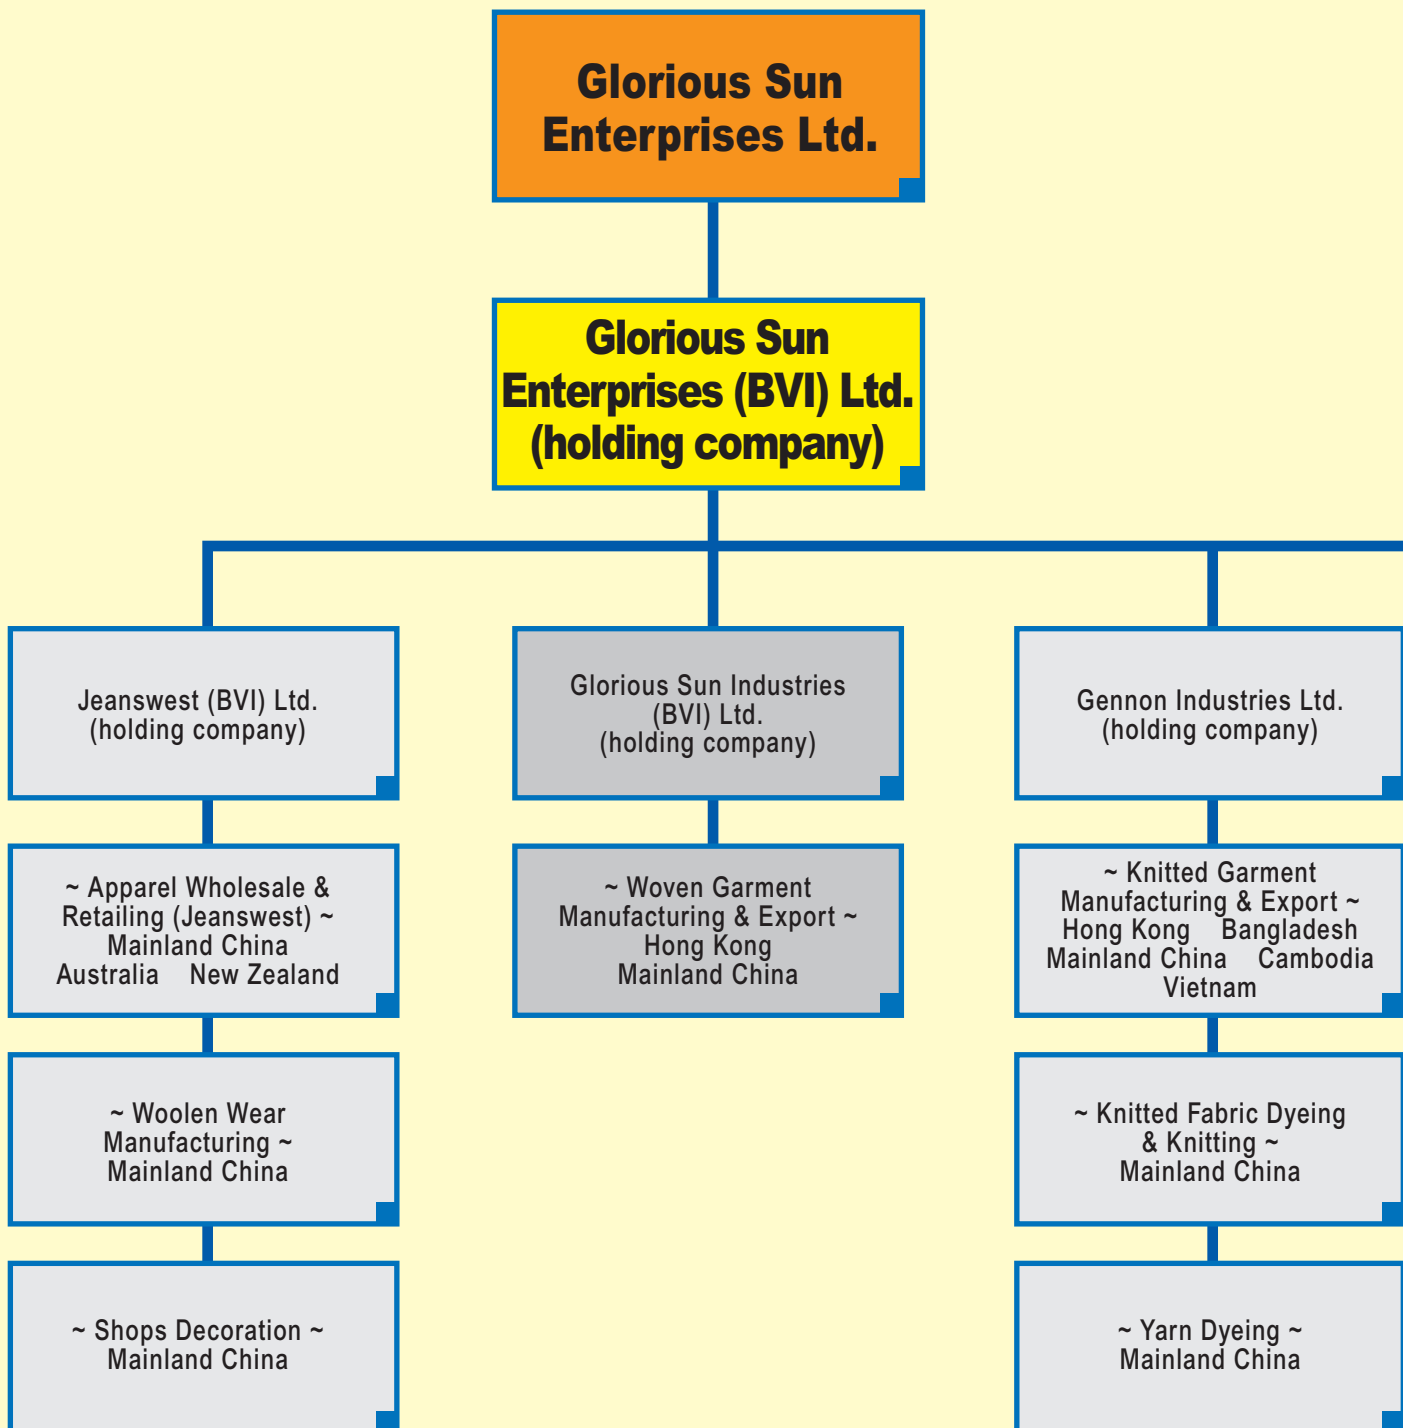 Glorious Sun
Enterprises Ltd.
Glorious Sun
Enterprises (BVI) Ltd.
(holding company)
Jeanswest (BVI) Ltd.
(holding company)
Glorious Sun Industries
(BVI) Ltd.
(holding company)
Gennon Industries Ltd.
(holding company)
~ Apparel Wholesale &
Retailing (Jeanswest) ~
Mainland China
Australia New Zealand
~ Woven Garment
Manufacturing & Export ~
Hong Kong
Mainland China
~ Knitted Garment
Manufacturing & Export ~
Hong Kong Bangladesh
Mainland China Cambodia
Vietnam
~ Woolen Wear
Manufacturing ~
Mainland China
~ Knitted Fabric Dyeing
& Knitting ~
Mainland China
~ Shops Decoration ~
Mainland China
~ Yarn Dyeing ~
Mainland China